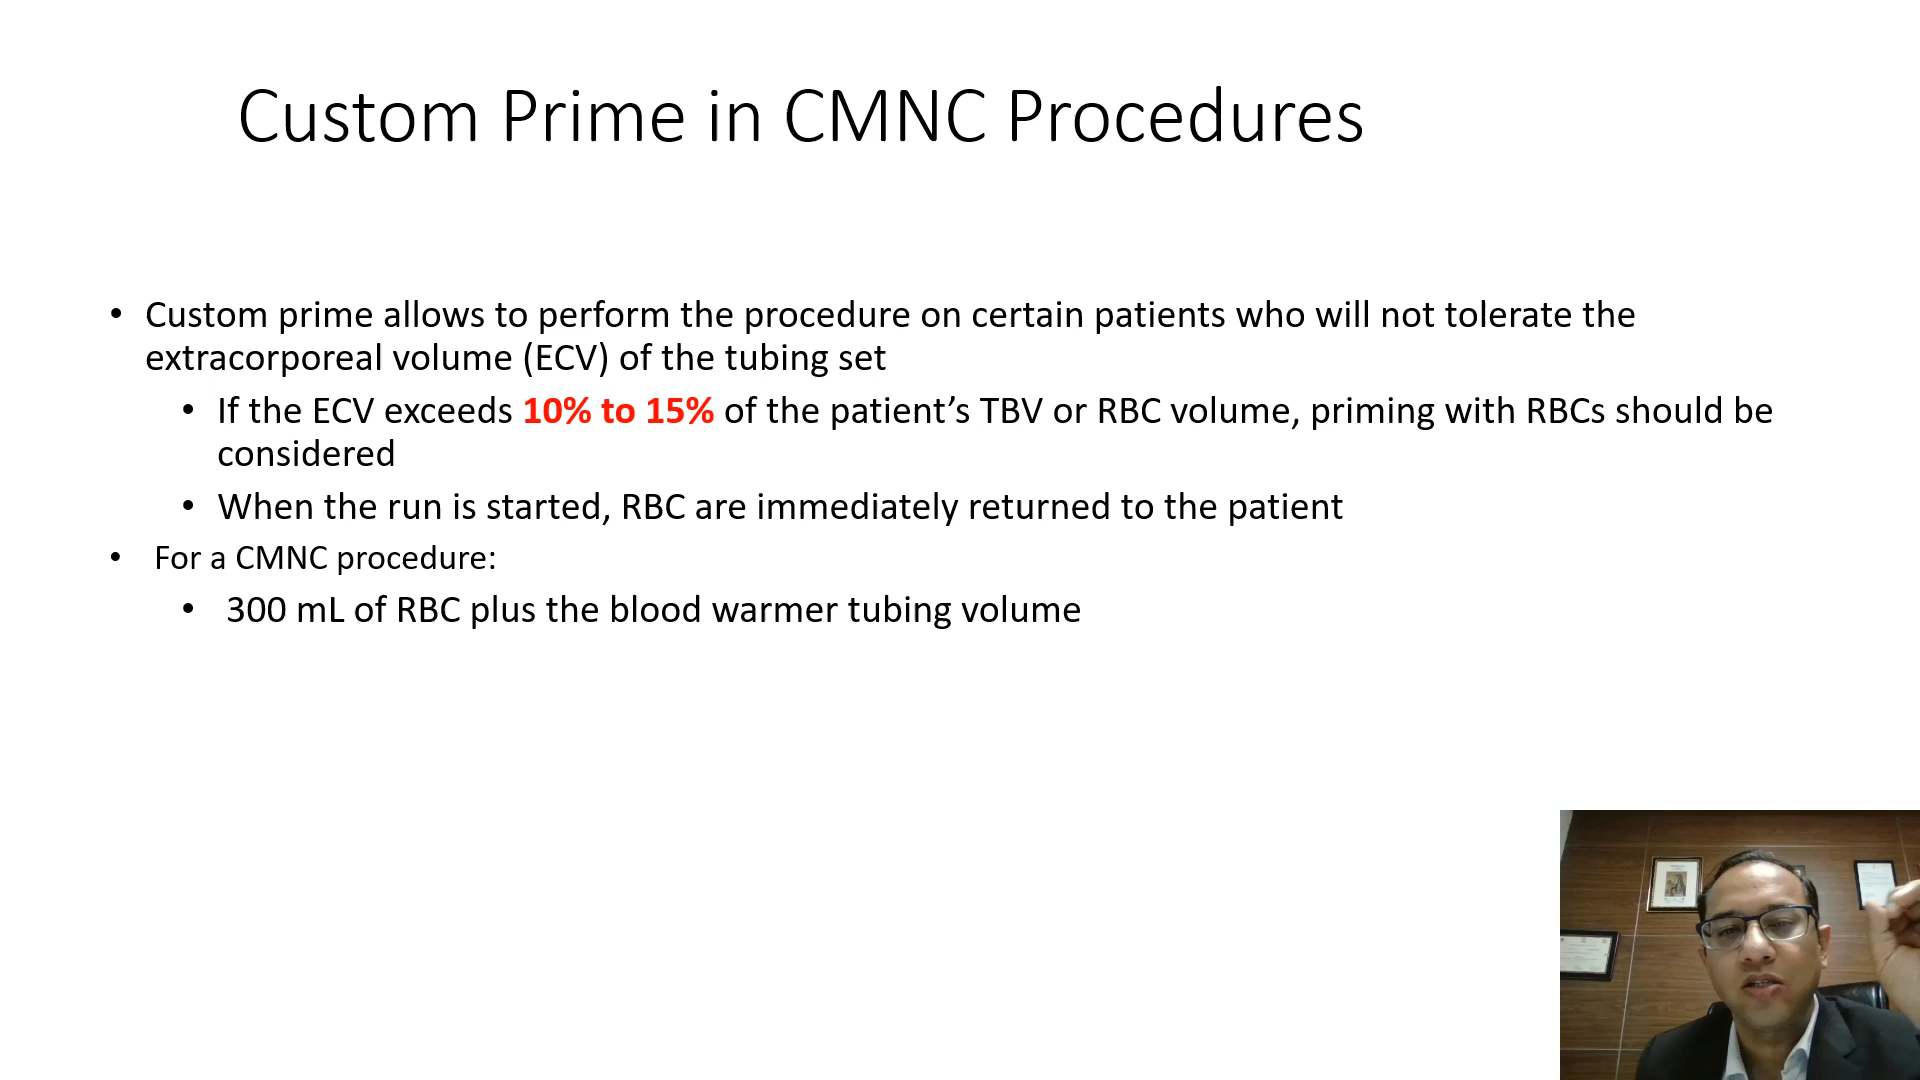 Custom Prime in CMNC Procedures
• Custom prime allows to perform the procedure on certain patients who will not tolerate the
extracorporeal volume (ECV) of the tubing set
• If the ECV exceeds 10% to 15% of the patient’s TBV or RBC volume, priming with RBCs should be
considered
• When the run is started, RBC are immediately returned to the patient
• For a CMNC procedure:
• 300 mL of RBC plus the blood warmer tubing volume